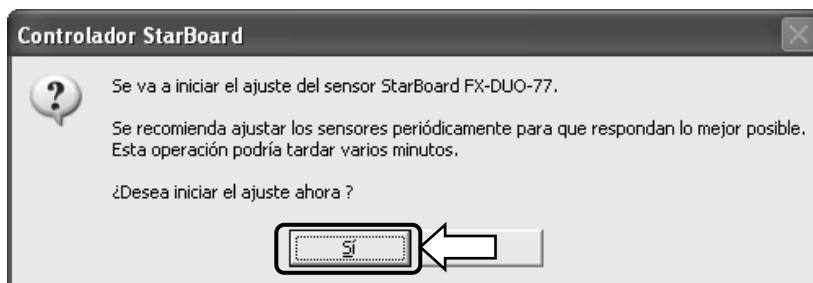 Controlador StarBoard
Se va a iniciar el ajuste del sensor StarBoard FX-DUO-77.
Se recomienda ajustar los sensores periódicamente para que respondan lo mejor posible.
Esta operación podría tardar varios minutos.
¿Desea iniciar el ajuste ahora ?
Sí